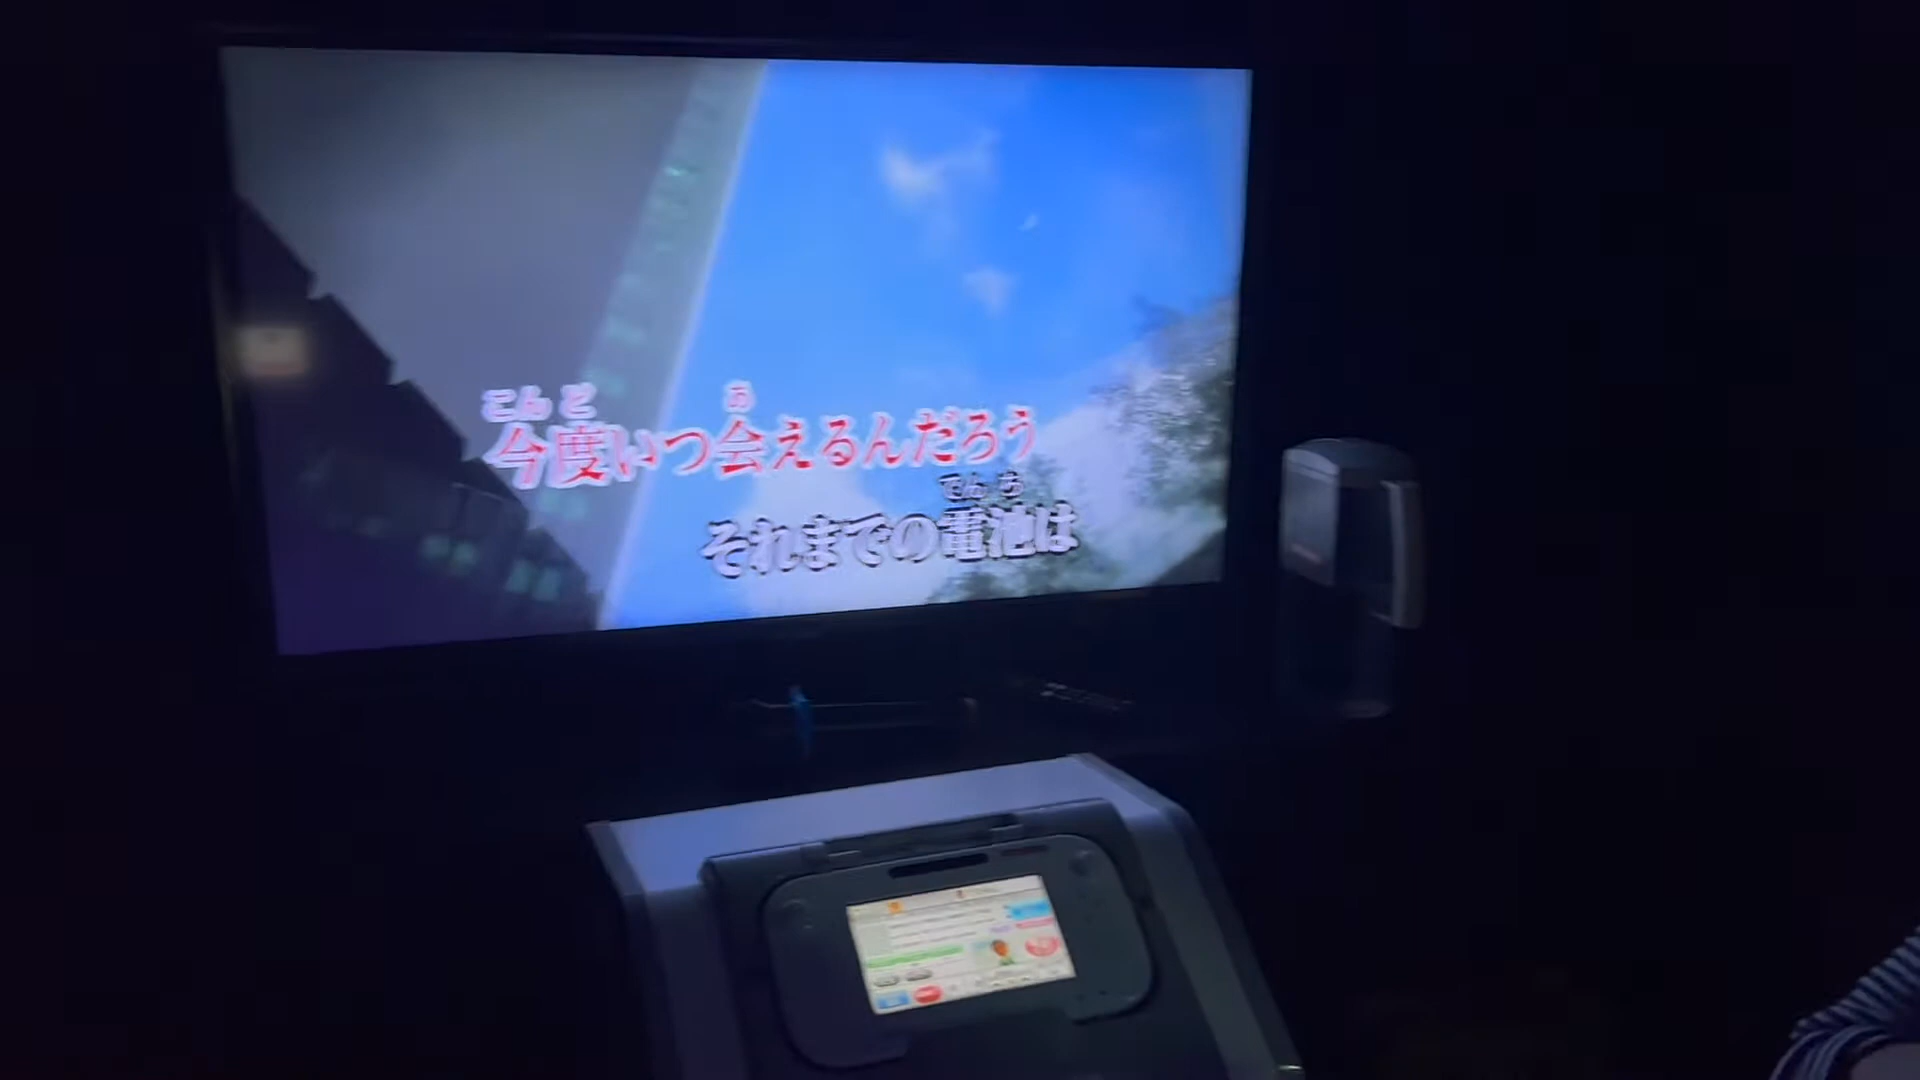 こんど あ
今度いつ会えるんだろう
でんち
それまでの電池は